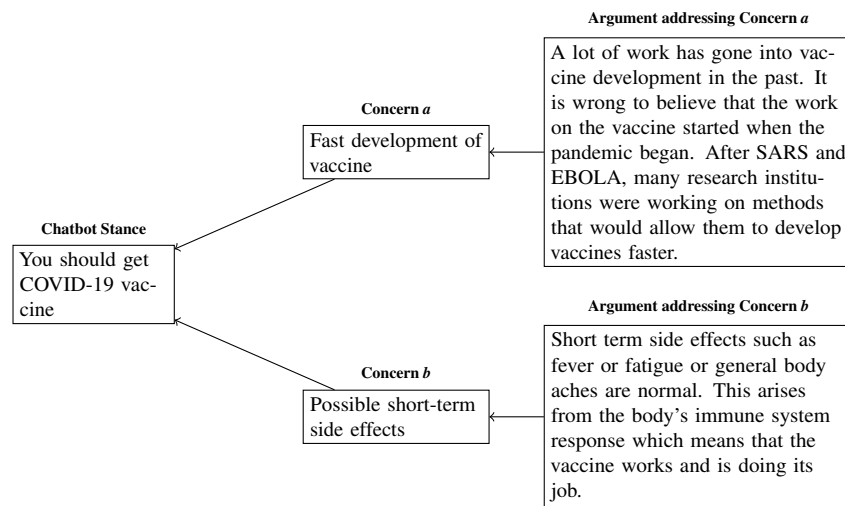 Argument addressing Concern a
A lot of work has gone into vac-
cine development in the past. It
is wrong to believe that the work
on the vaccine started when the
pandemic began. After SARS and
EBOLA, many research institu-
tions were working on methods
that would allow them to develop
vaccines faster.
Concern a
Fast development of
vaccine
Chatbot Stance
You should get
COVID-19 vac-
cine
Argument addressing Concern b
Short term side effects such as
fever or fatigue or general body
aches are normal. This arises
from the body's immune system
response which means that the
vaccine works and is doing its
job.
Concern b
Possible short-term
side effects